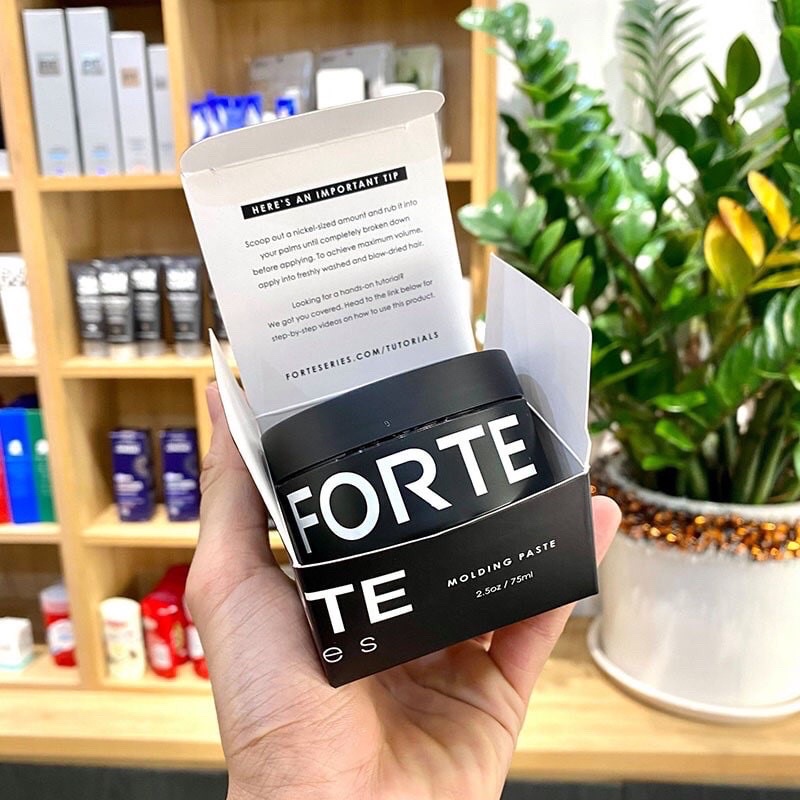 HERE'S AN IMPORTANT TIP
Scoop out a nickel-sized amount and rub it into
your palms until completely broken down
before applying. To achieve maximum volume,
apply into freshly washed and blow-dried hair.
Looking for a hands-on tutorial?
We got you covered. Head to the link below for
step-by-step videos on how to use this product.
FORTESERIES.COM/TUTORIALS
FORTE
TE
es
MOLDING PASTE
2.5oz / 75ml